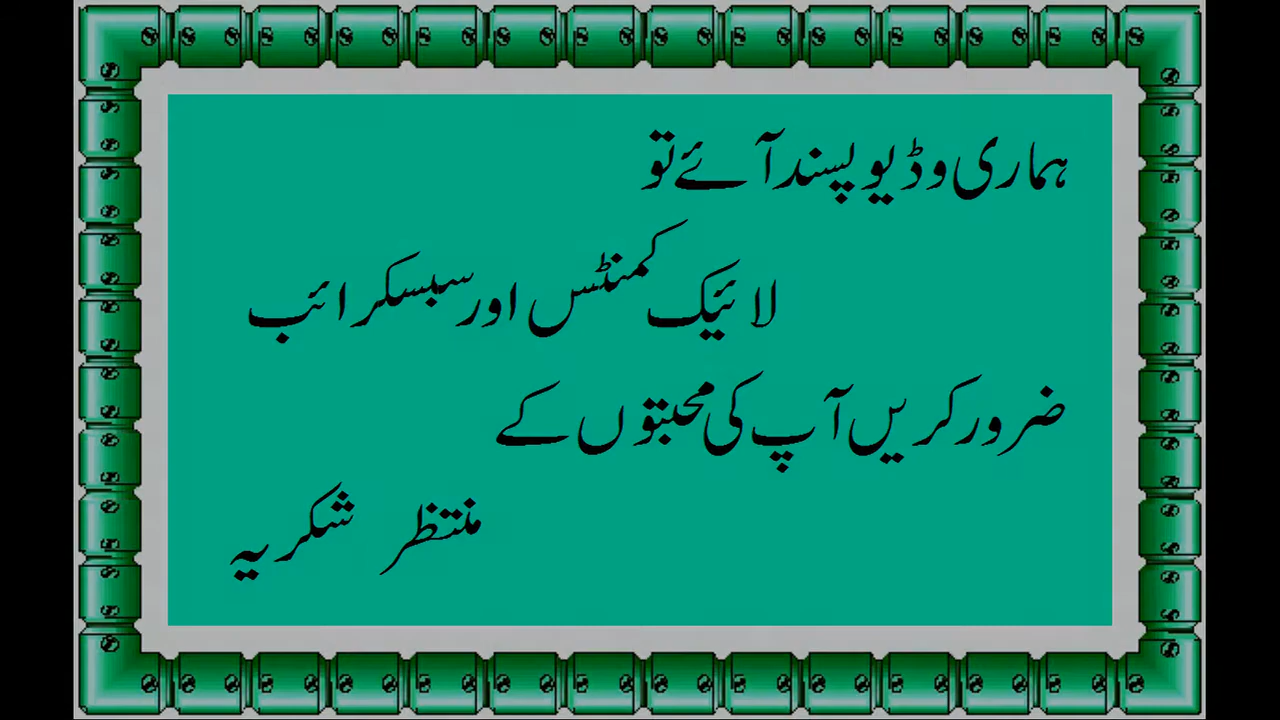 ہماری وڈیو پسند آئے تو
لائیک کمنٹس اور سبسکرائب
ضرور کریں آپ کی محبتوں کے
منتظر شکریہ